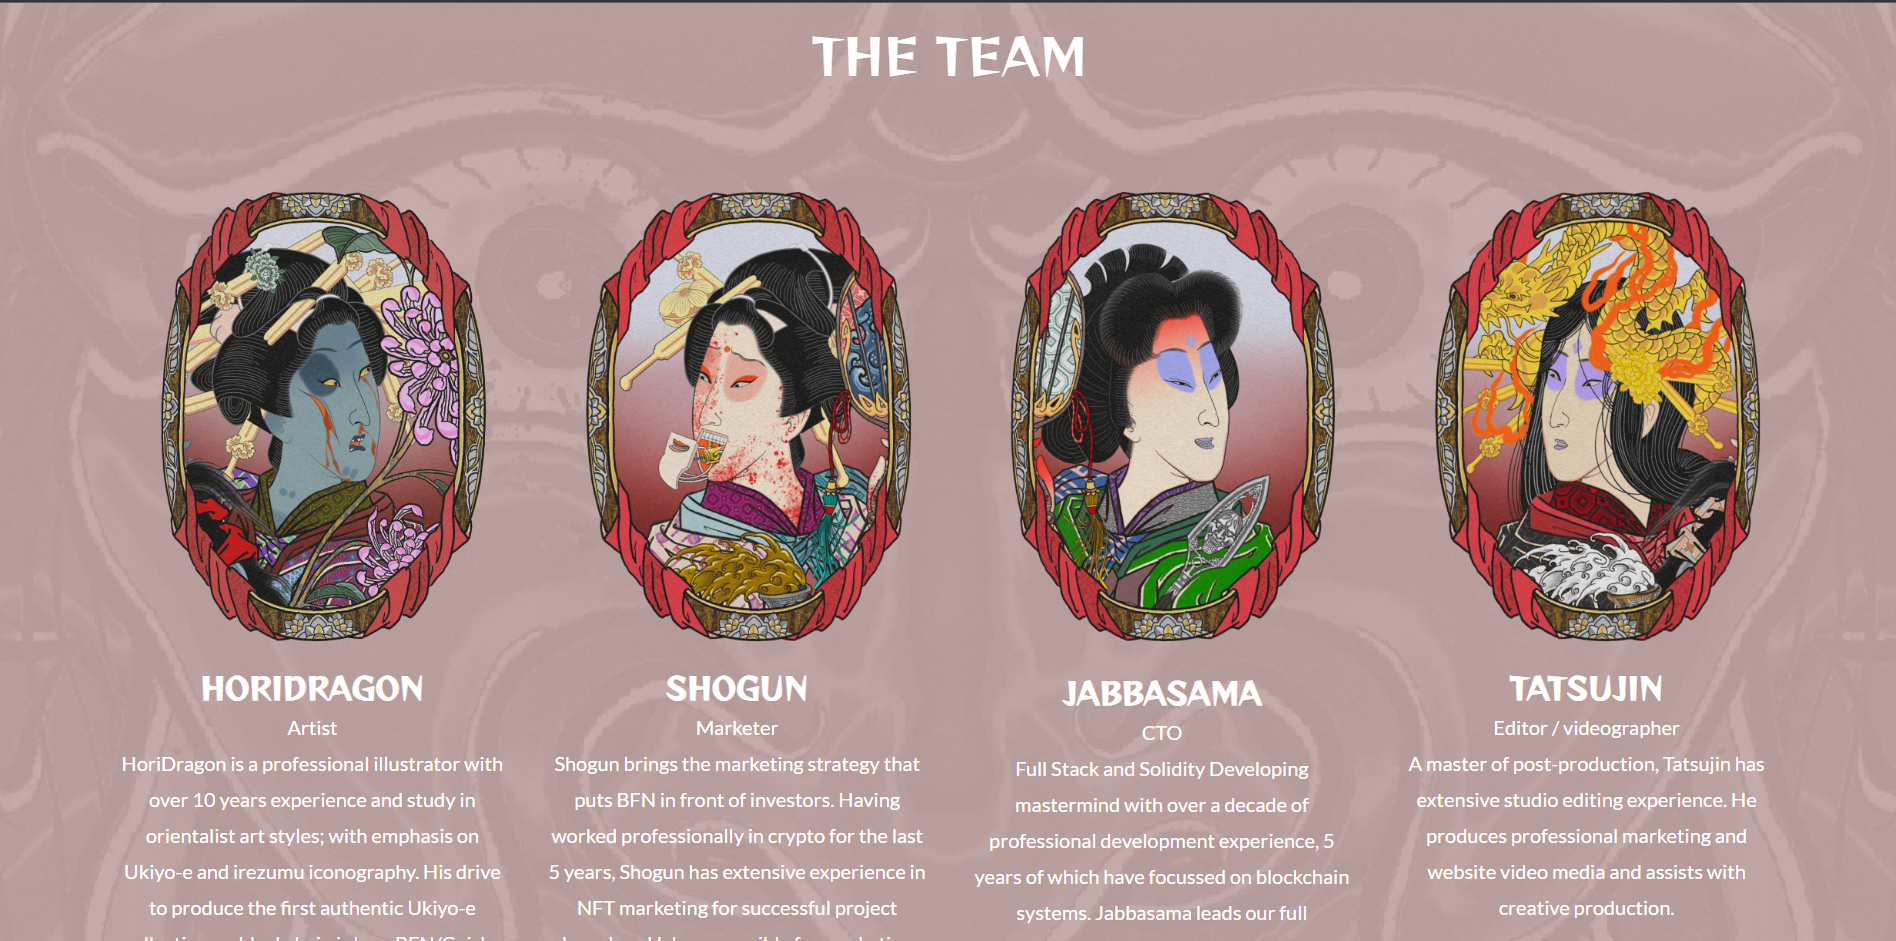 THE TEAM
HORIDRAGON
Artist
HoriDragon is a professional illustrator with
over 10 years experience and study in
orientalist art styles; with emphasis on
Ukiyo-e and irezumu iconography. His drive
to produce the first authentic Ukiyo-e
SHOGUN
Marketer
Shogun brings the marketing strategy that
puts BFN in front of investors. Having
worked professionally in crypto for the last
5 years, Shogun has extensive experience in
NFT marketing for successful project
JABBASAMA
CTO
Full Stack and Solidity Developing
mastermind with over a decade of
professional development experience, 5
years of which have focussed on blockchain
systems. Jabbasama leads our full
TATSUJIN
Editor / videographer
A master of post-production, Tatsujin has
extensive studio editing experience. He
produces professional marketing and
website video media and assists with
creative production.